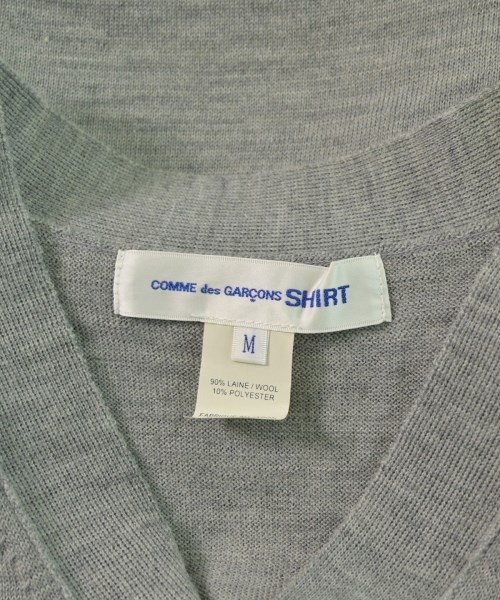 COMME des GARÇONS SHIRT
M
90% LAINE / WOOL
10% POLYESTER